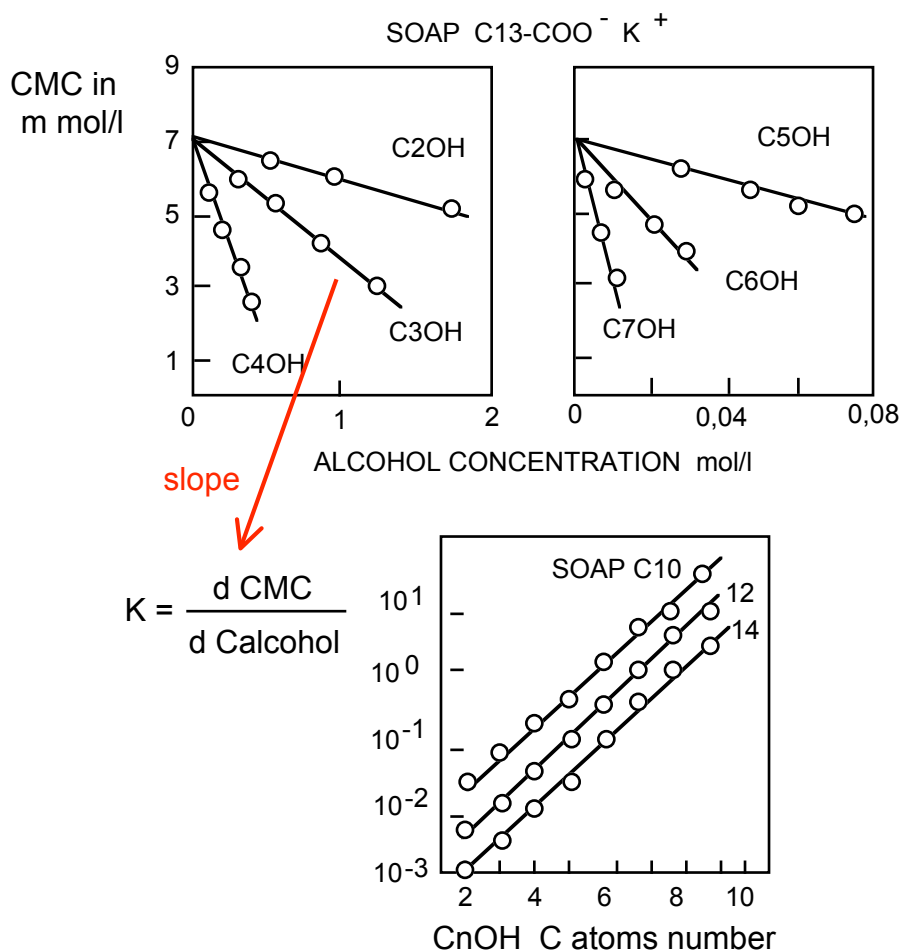 SOAP C13-COO⁻ K⁺
CMC in
m mol/l
9
7
5
3
1
C2OH
C3OH
C4OH
0
1
2
C5OH
C6OH
C7OH
0
0,04
0,08
ALCOHOL CONCENTRATION mol/l
slope
K = d CMC
d Calcohol
SOAP C10
12
14
10¹
10⁰
10⁻¹
10⁻²
10⁻³
2
4
6
8
10
CnOH C atoms number